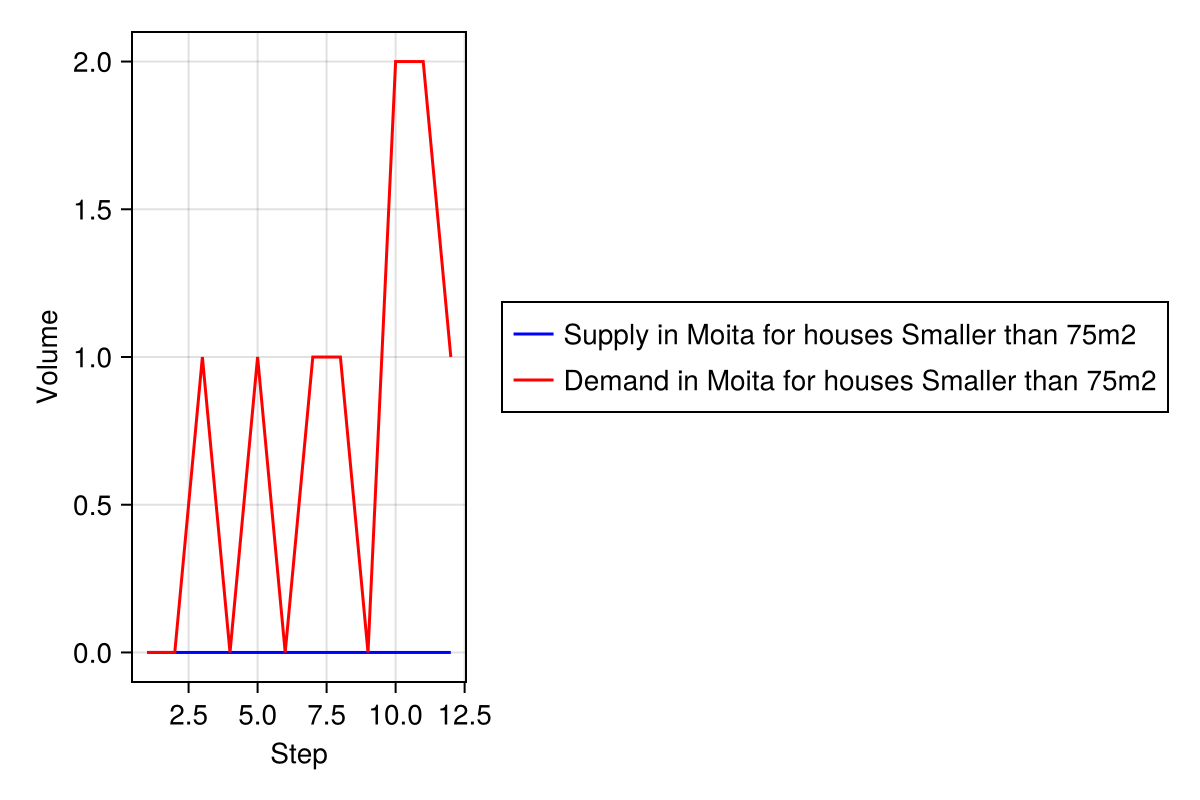 2.0
1.5
1.0
0.5
0.0
Volume
2.5 5.0 7.5 10.0 12.5
Step
Supply in Moita for houses Smaller than 75m2
Demand in Moita for houses Smaller than 75m2